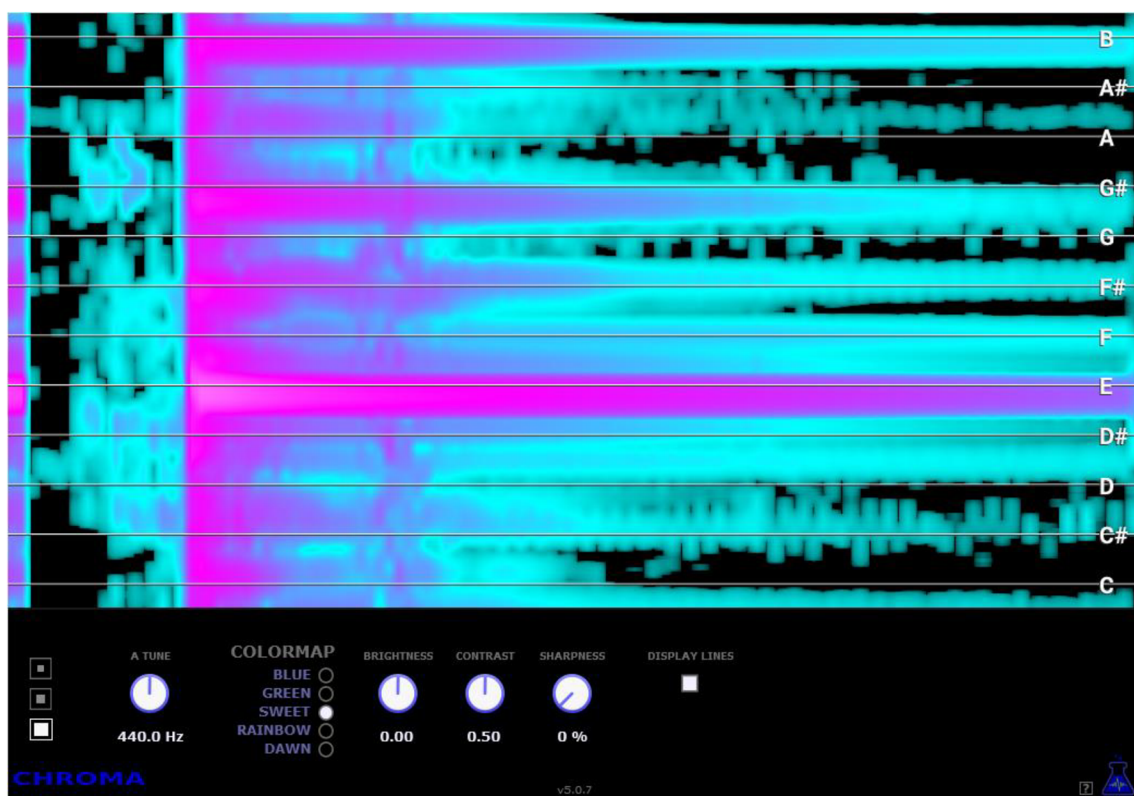 B
A#
A
G#
G
F#
F
E
D#
D
C#
C
A TUNE
440.0 Hz
COLORMAP
BLUE
GREEN
SWEET
RAINBOW
DAWN
BRIGHTNESS
0.00
CONTRAST
0.50
SHARPNESS
0 %
DISPLAY LINES
CHROMA
v5.0.7
?